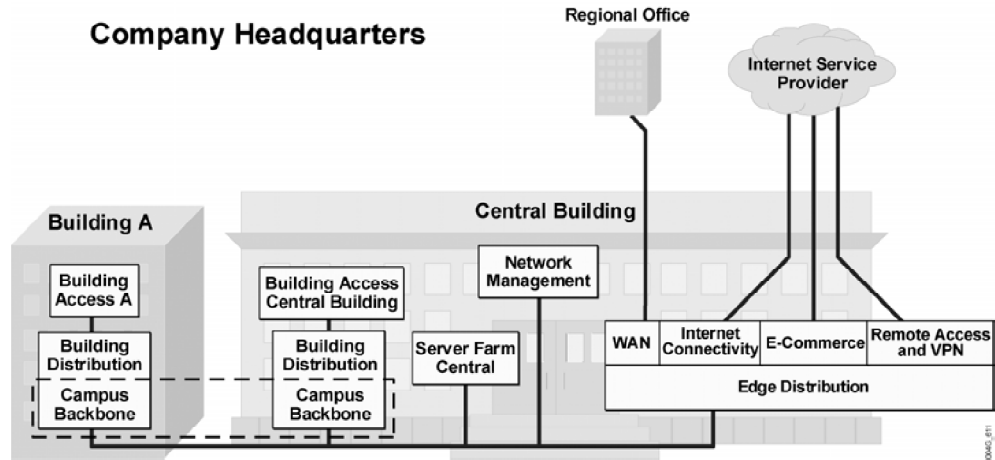 Company Headquarters
Regional Office
Internet Service
Provider
Building A
Central Building
Building
Access A
Building Access
Central Building
Network
Management
Building
Distribution
Building
Distribution
Server Farm
Central
WAN
Internet
Connectivity
E-Commerce
Remote Access
and VPN
Edge Distribution
Campus
Backbone
Campus
Backbone